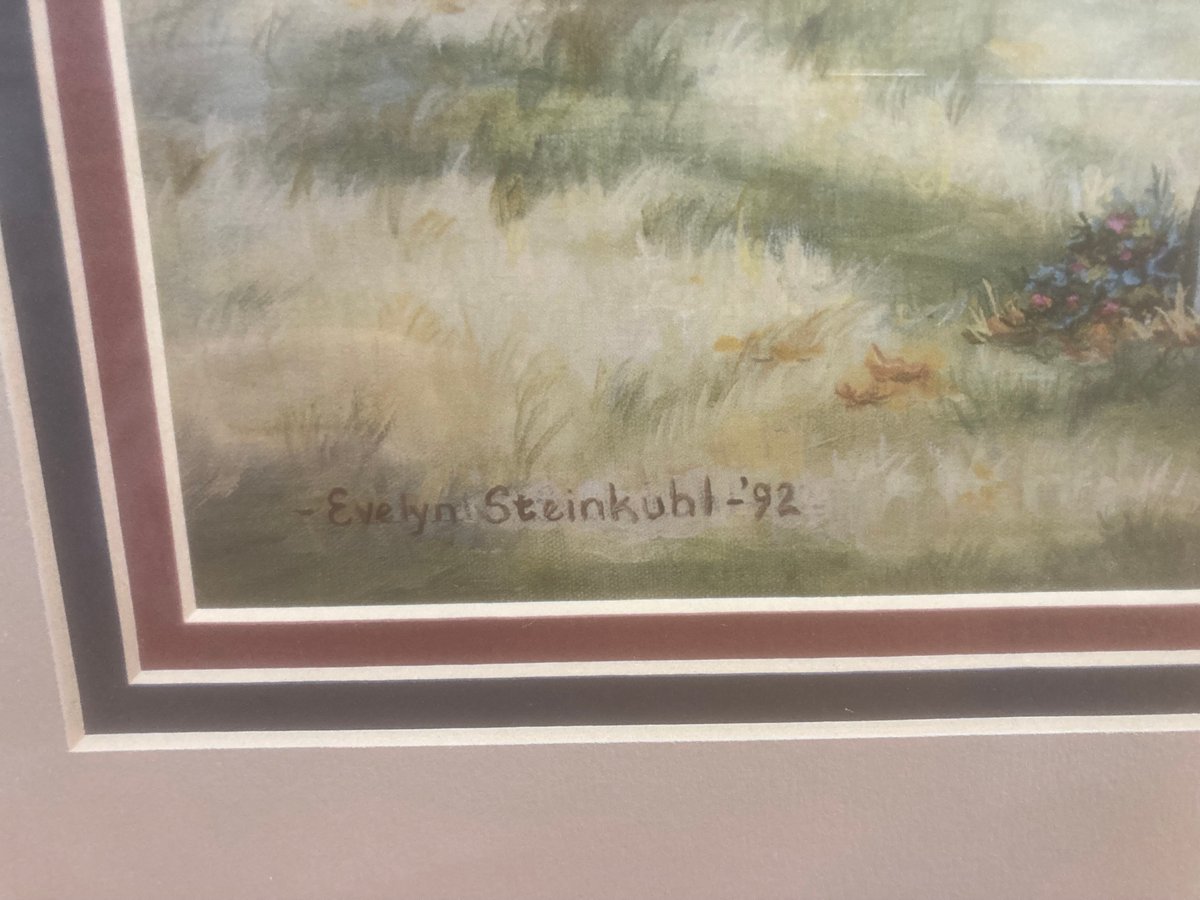 - Evelyn Steinkuhl - '92